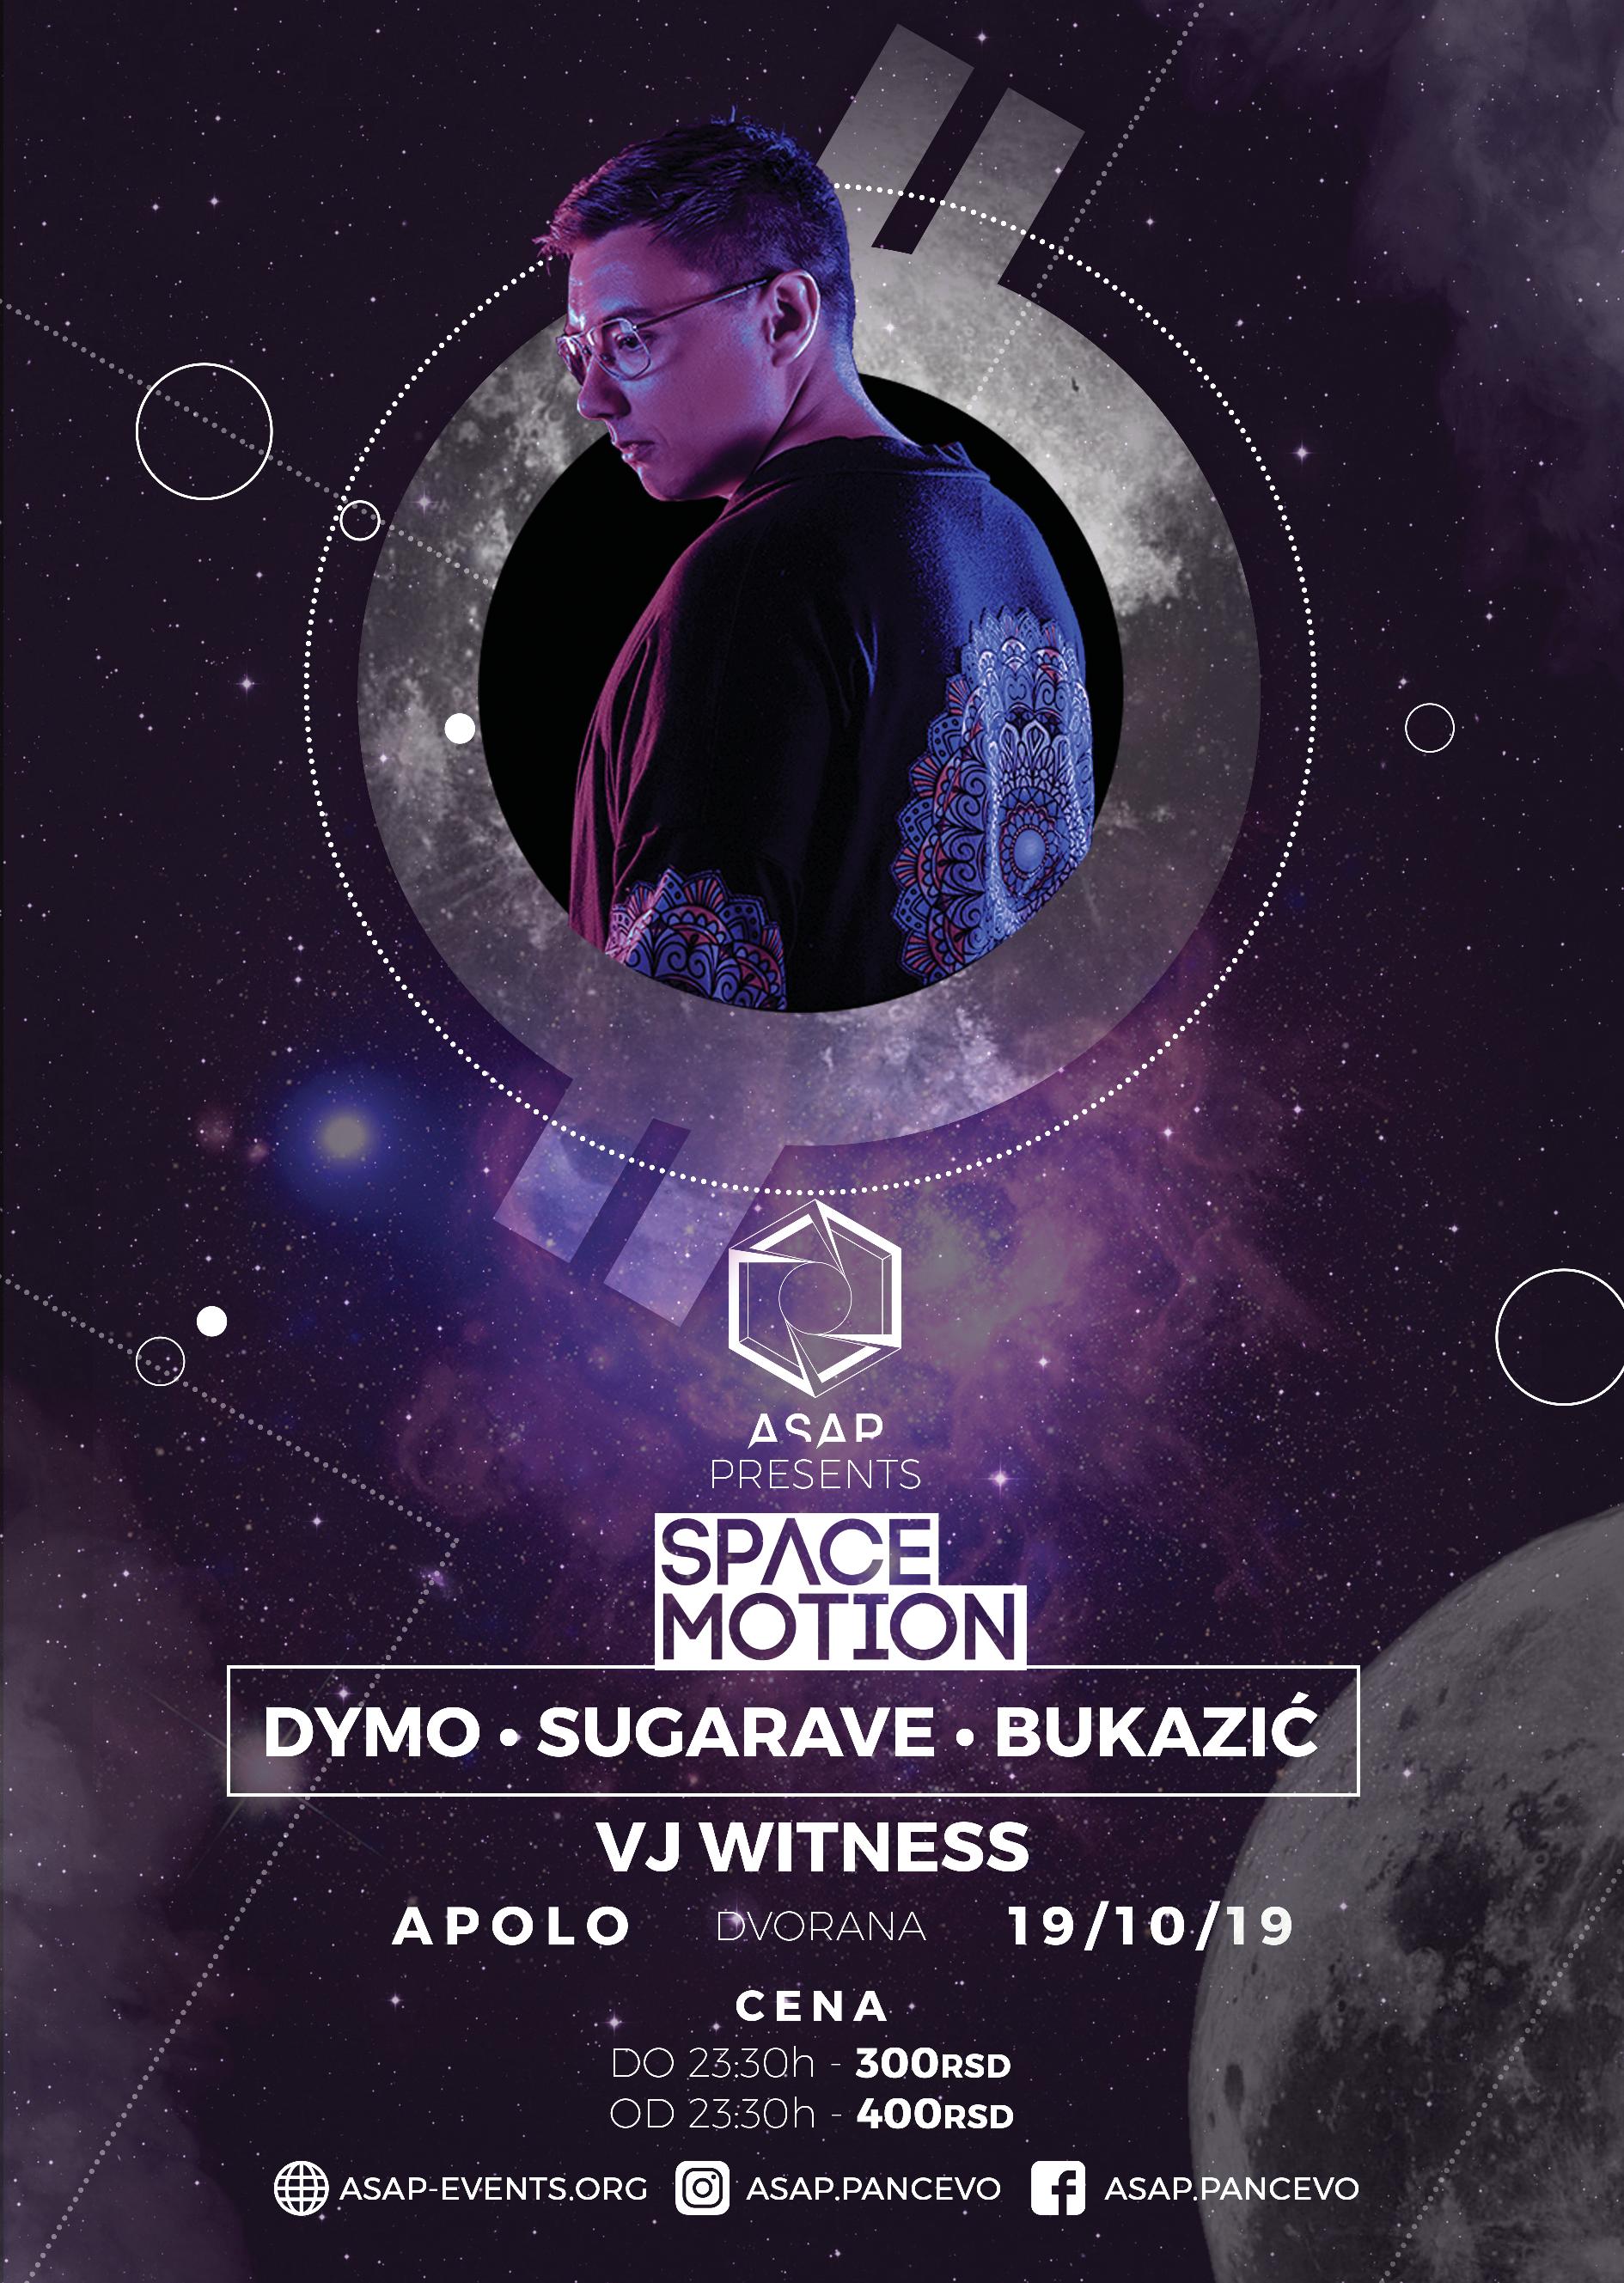 ASAP
PRESENTS
SPACE
MOTION
DYMO • SUGARAVE • BUKAZIĆ
VJ WITNESS
APOLO DVORANA 19/10/19
CENA
DO 23:30h - 300RSD
OD 23:30h - 400RSD
ASAP-EVENTS.ORG ASAP.PANCEVO ASAP.PANCEVO